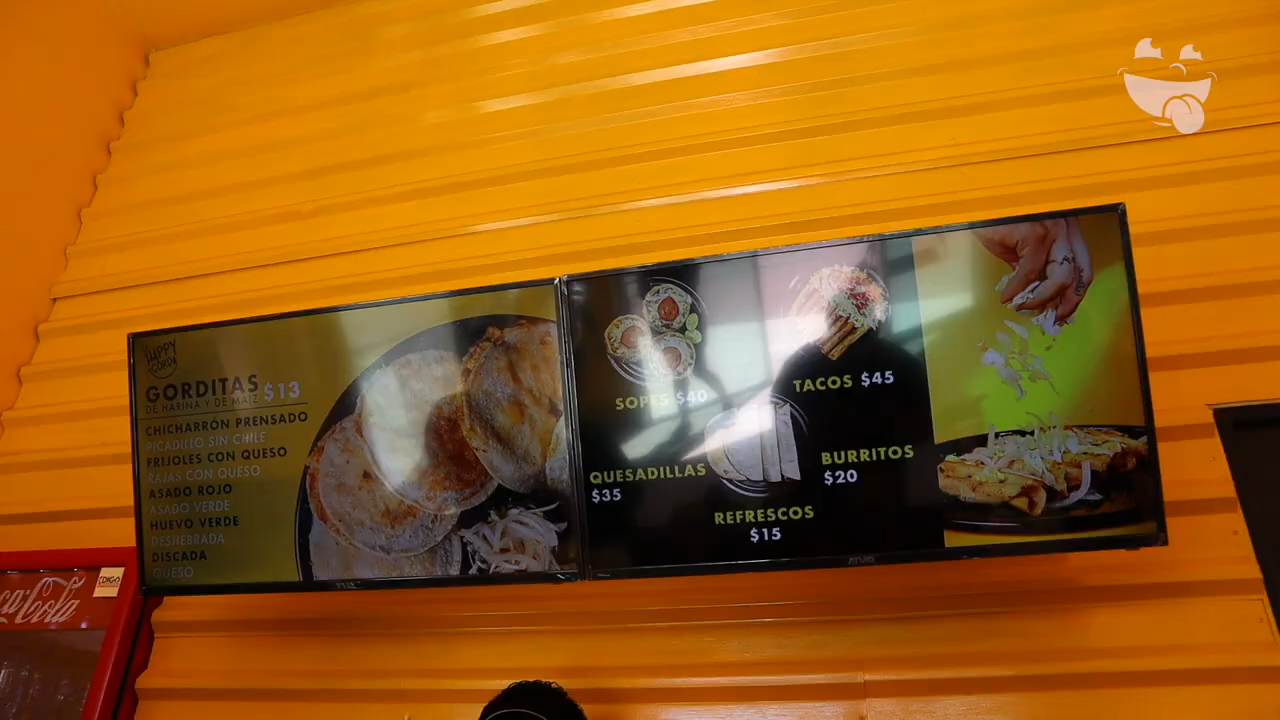 GORDITAS $13
DE HARINA Y DE MAÍZ
CHICHARRÓN PRENSADO
PICADILLO SIN CHILE
FRIJOLES CON QUESO
RAJAS CON QUESO
ASADO ROJO
ASADO VERDE
HUEVO VERDE
DESHEBRADA
DISCADA
QUESO
SOPES $40
TACOS $45
QUESADILLAS
$35
BURRITOS
$20
REFRESCOS
$15
Coca-Cola